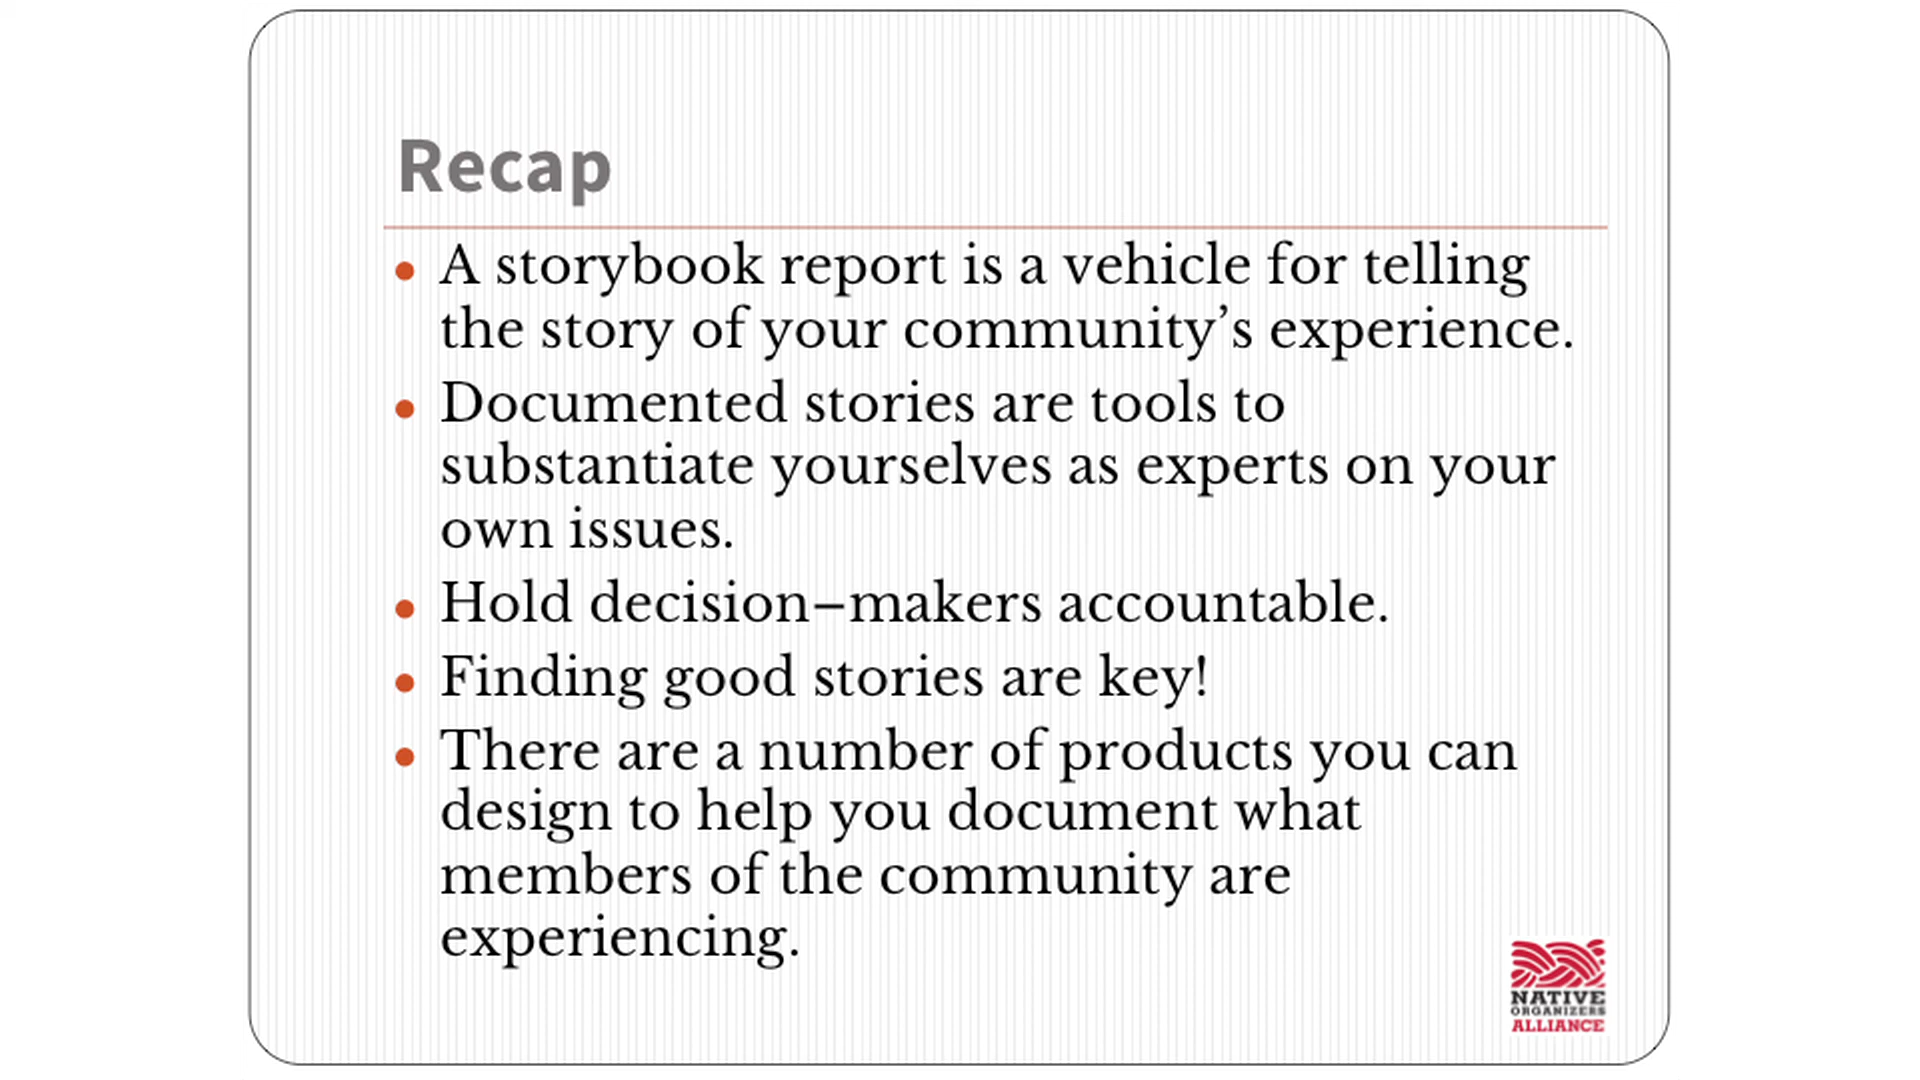 Recap
• A storybook report is a vehicle for telling
the story of your community’s experience.
• Documented stories are tools to
substantiate yourselves as experts on your
own issues.
• Hold decision–makers accountable.
• Finding good stories are key!
• There are a number of products you can
design to help you document what
members of the community are
experiencing.
NATIVE
ORGANIZERS
ALLIANCE